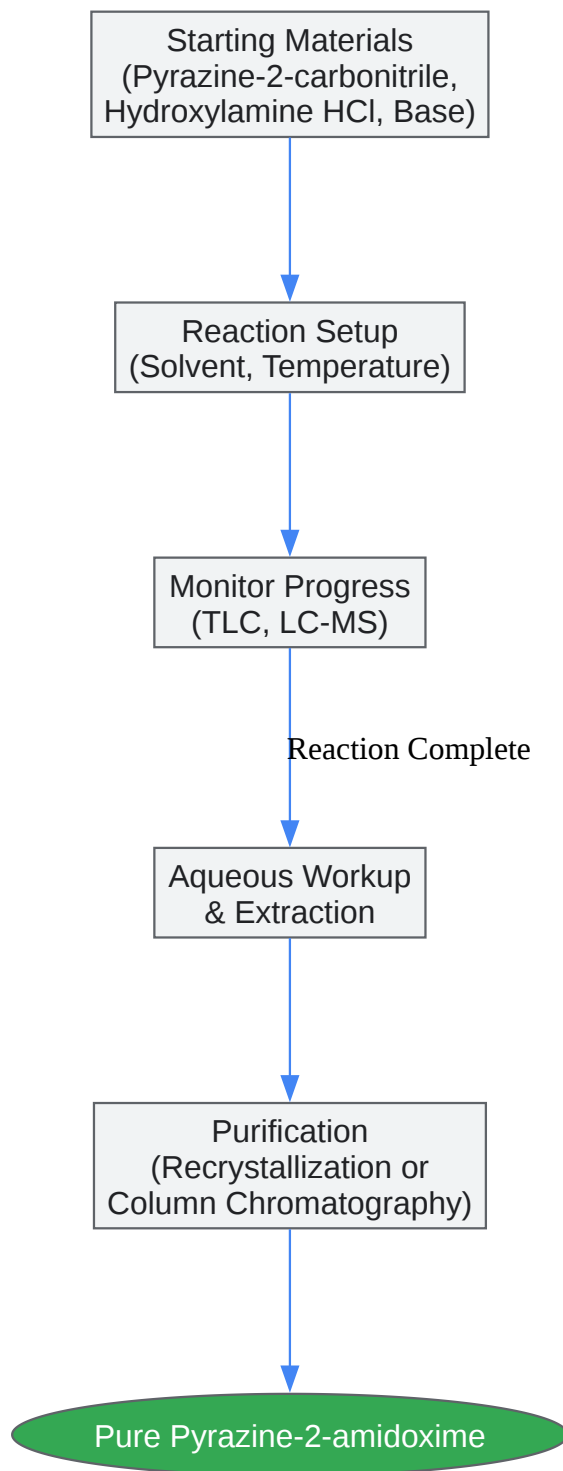 Starting Materials
(Pyrazine-2-carbonitrile,
Hydroxylamine HCl, Base)
Reaction Setup
(Solvent, Temperature)
Monitor Progress
(TLC, LC-MS)
Reaction Complete
Aqueous Workup
& Extraction
Purification
(Recrystallization or
Column Chromatography)
Pure Pyrazine-2-amidoxime